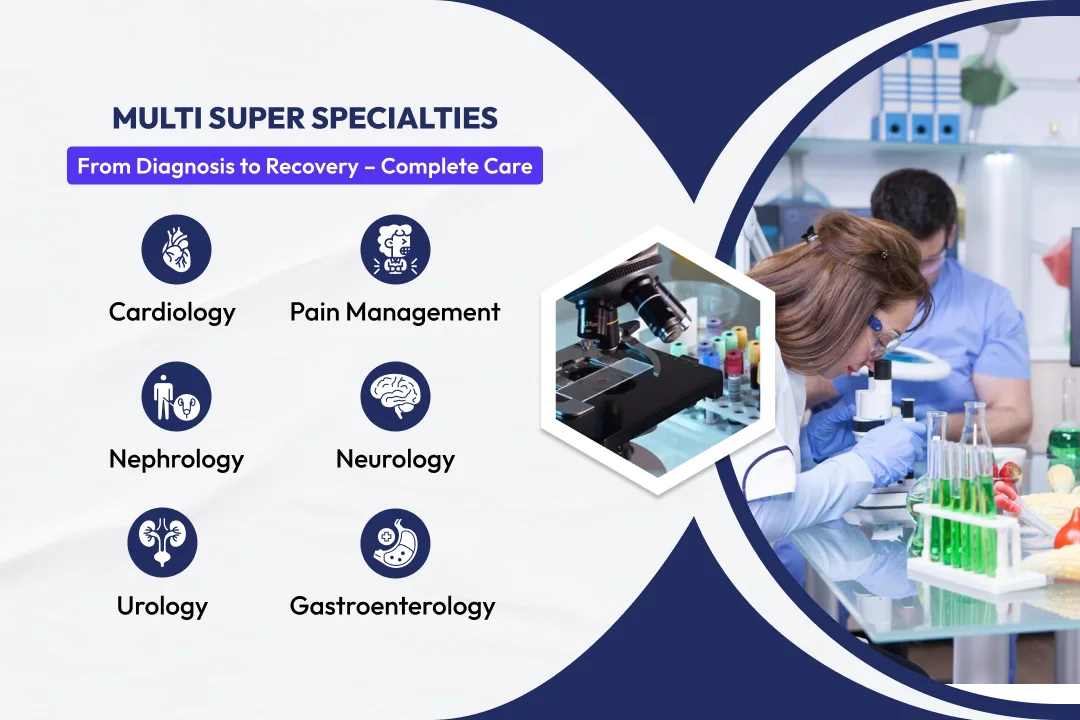 MULTI SUPER SPECIALTIES
From Diagnosis to Recovery – Complete Care
Cardiology
Pain Management
Nephrology
Neurology
Urology
Gastroenterology